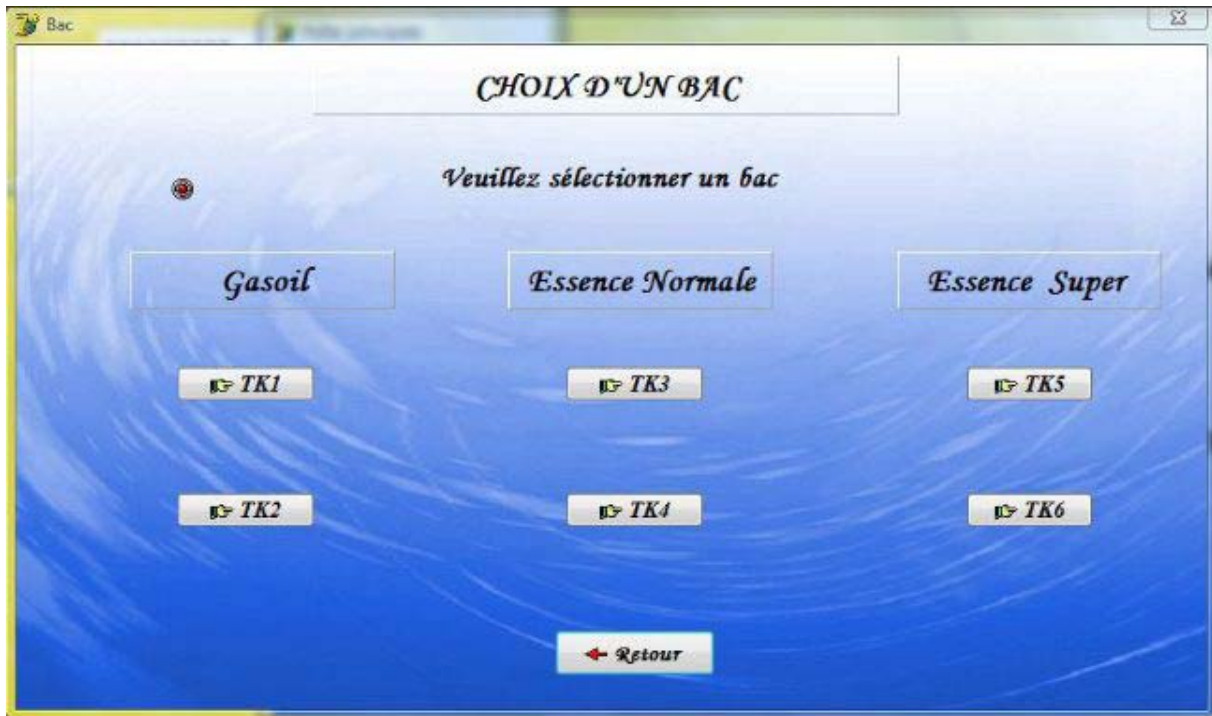 Bac
CHOIX D'UN BAC
Veuillez sélectionner un bac
Gasoil Essence Normale Essence Super
TK1 TK3 TK5
TK2 TK4 TK6
Retour